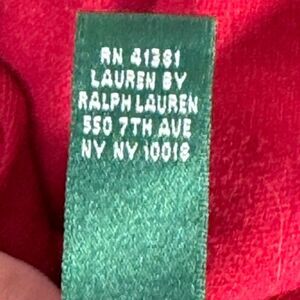 RN 41381
LAUREN BY
RALPH LAUREN
550 7TH AVE
NY NY 10018